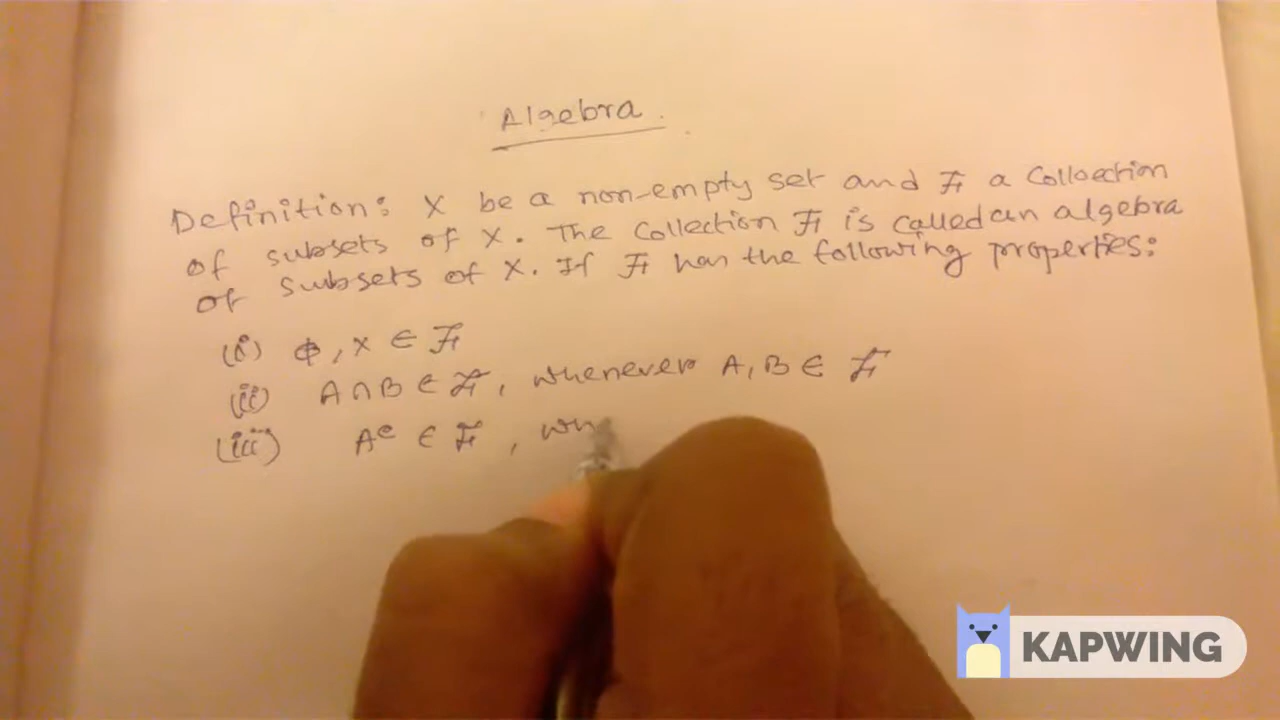 Algebra.
Definition: X be a non-empty set and ℱ a Collection
of subsets of X. The Collection ℱ is called an algebra
of subsets of X. If ℱ has the following properties:
(i) ϕ, X ∈ ℱ
(ii) A ∩ B ∈ ℱ, whenever A, B ∈ ℱ
(iii) Aᶜ ∈ ℱ, wh
KAPWING